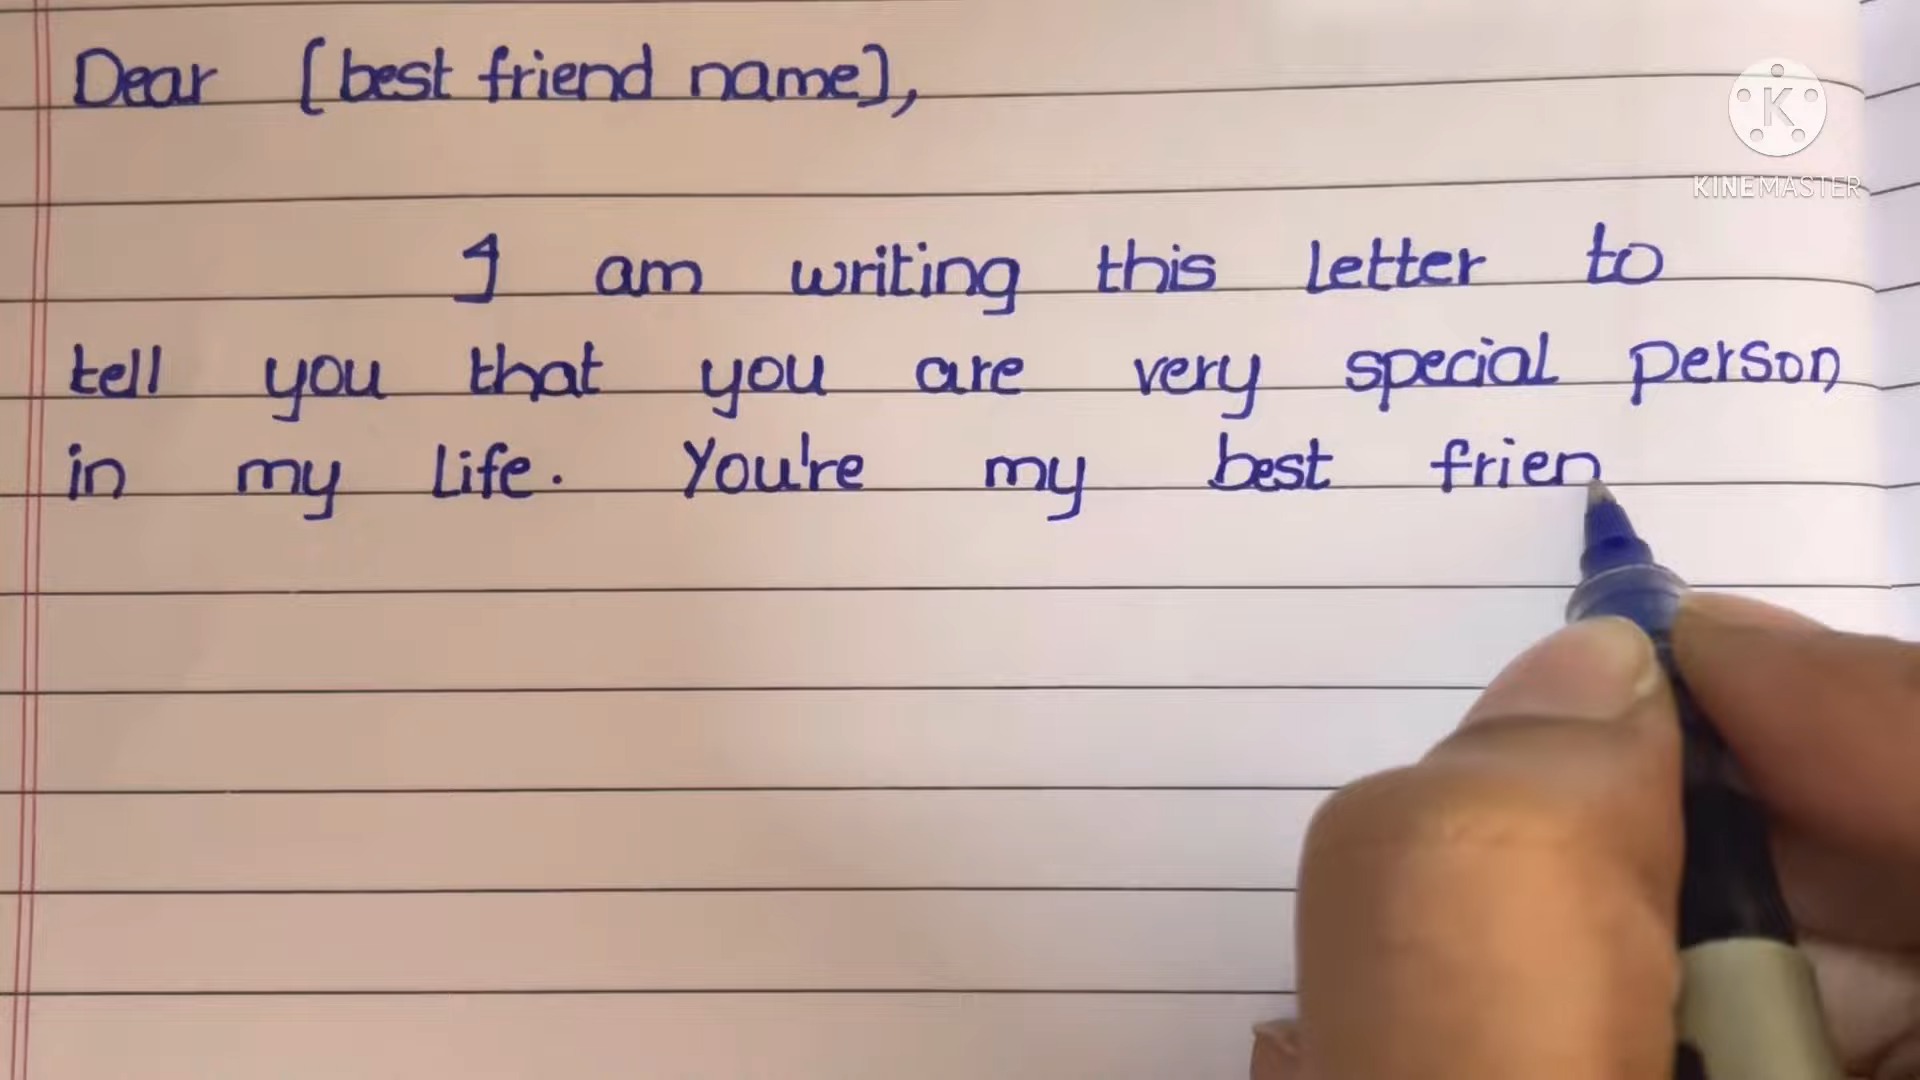 Dear [best friend name],
K
KINEMASTER
I am writing this letter to
tell you that you are very special person
in my life. You're my best frien